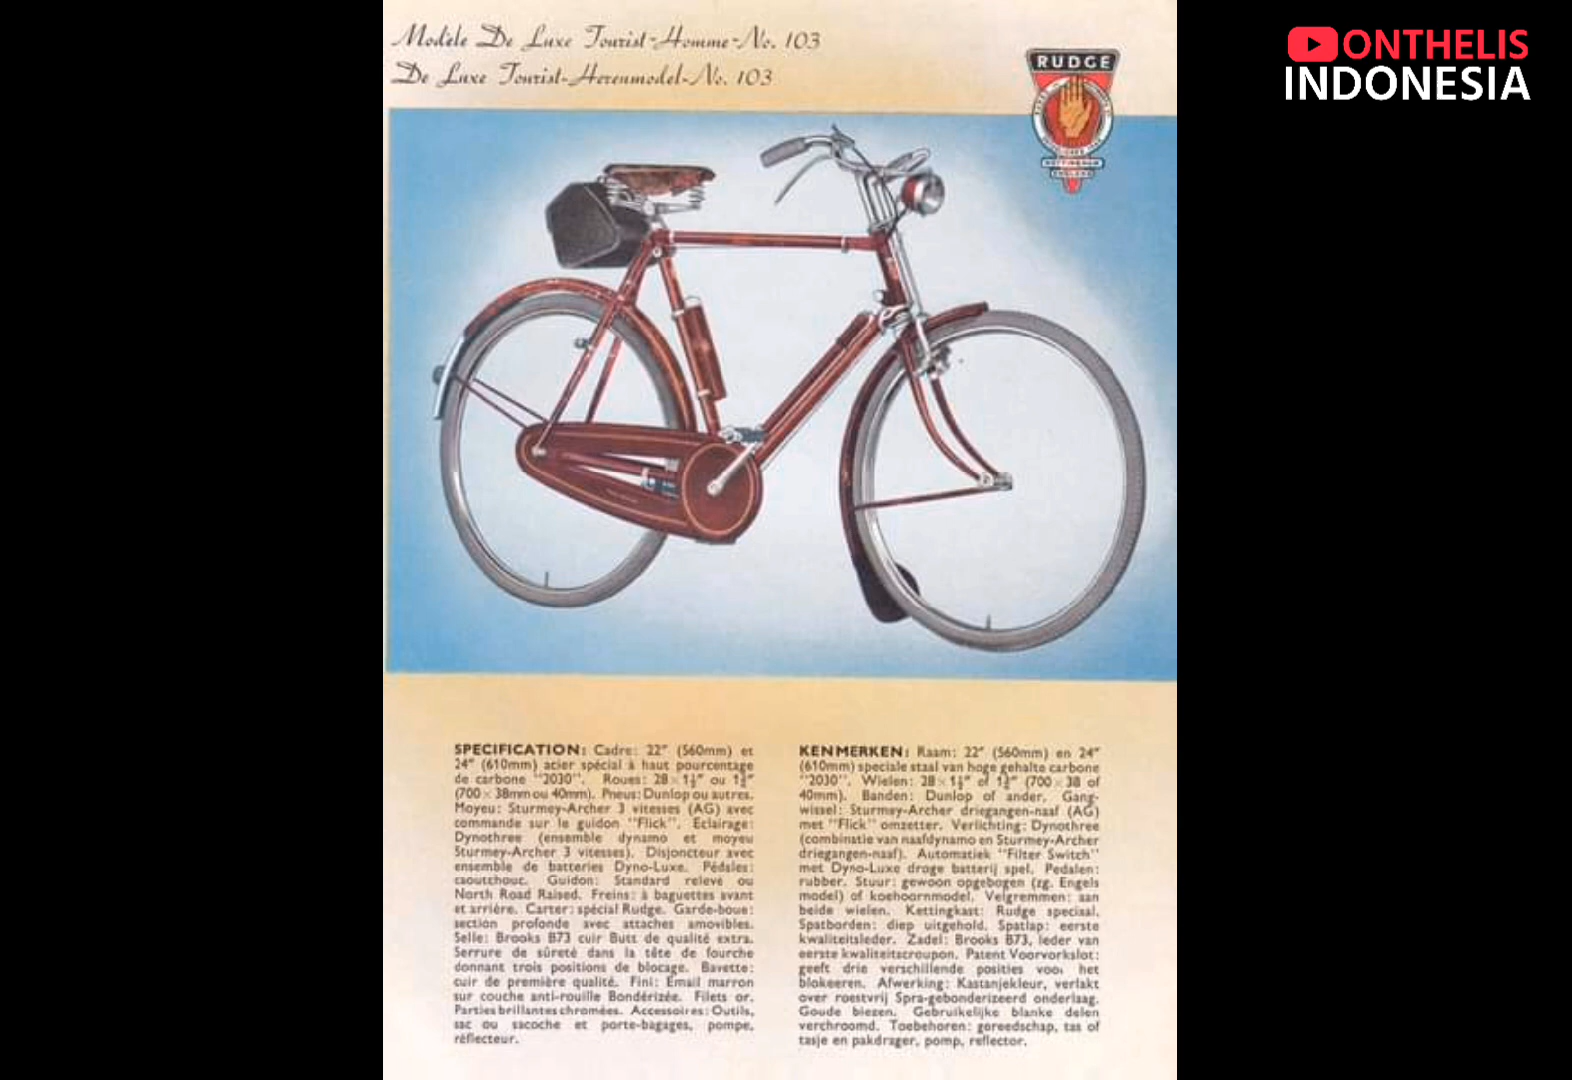 Modèle De Luxe Tourist-Homme-No. 103
De Luxe Tourist-Herenmodel-No. 103
RUDGE
NOTTINGHAM
ENGLAND
ONTHELIS
INDONESIA
SPECIFICATION: Cadre: 22″ (560mm) et
24″ (610mm) acier spécial à haut pourcentage
de carbone "2030". Roues: 28 × 1½″ ou 1⅝″
(700 × 38mm ou 40mm). Pneus: Dunlop ou autres.
Moyeu: Sturmey-Archer 3 vitesses (AG) avec
commande sur le guidon "Flick". Eclairage:
Dynothree (ensemble dynamo et moyeu
Sturmey-Archer 3 vitesses). Disjoncteur avec
ensemble de batteries Dyno-Luxe. Pédales:
caoutchouc. Guidon: Standard relevé ou
North Road Raised. Freins: à baguettes avant
et arrière. Carter: spécial Rudge. Garde-boue:
section profonde avec attaches amovibles.
Selle: Brooks B73 cuir Butt de qualité extra.
Serrure de sûreté dans la tête de fourche
donnant trois positions de blocage. Bavette:
cuir de première qualité. Fini: Email marron
sur couche anti-rouille Bondérizée. Filets or.
Parties brillantes chromées. Accessoires: Outils,
sac ou sacoche et porte-bagages, pompe,
réflecteur.
KENMERKEN: Raam: 22″ (560mm) en 24″
(610mm) speciale staal van hoge gehalte carbone
"2030". Wielen: 28 × 1½″ of 1⅝″ (700 × 38 of
40mm). Banden: Dunlop of ander. Gang-
wissel: Sturmey-Archer driegangen-naaf (AG)
met "Flick" omzetter. Verlichting: Dynothree
(combinatie van naafdynamo en Sturmey-Archer
driegangen-naaf). Automatiek "Filter Switch"
met Dyno-Luxe droge batterij spel. Pedalen:
rubber. Stuur: gewoon opgebogen (zg. Engels
model) of koehoornmodel. Velgremmen: aan
beide wielen. Kettingkast: Rudge speciaal.
Spatborden: diep uitgehold. Spatlap: eerste
kwaliteitsleder. Zadel: Brooks B73, leder van
eerste kwaliteitscroupon. Patent Voorvorkslot:
geeft drie verschillende posities voor het
blokeeren. Afwerking: Kastanjekleur, verlakt
over roestvrij Spra-gebonderizeerd onderlaag.
Goude biezen. Gebruikelijke blanke delen
verchroomd. Toebehoren: gereedschap, tas of
tasje en pakdrager, pomp, reflector.